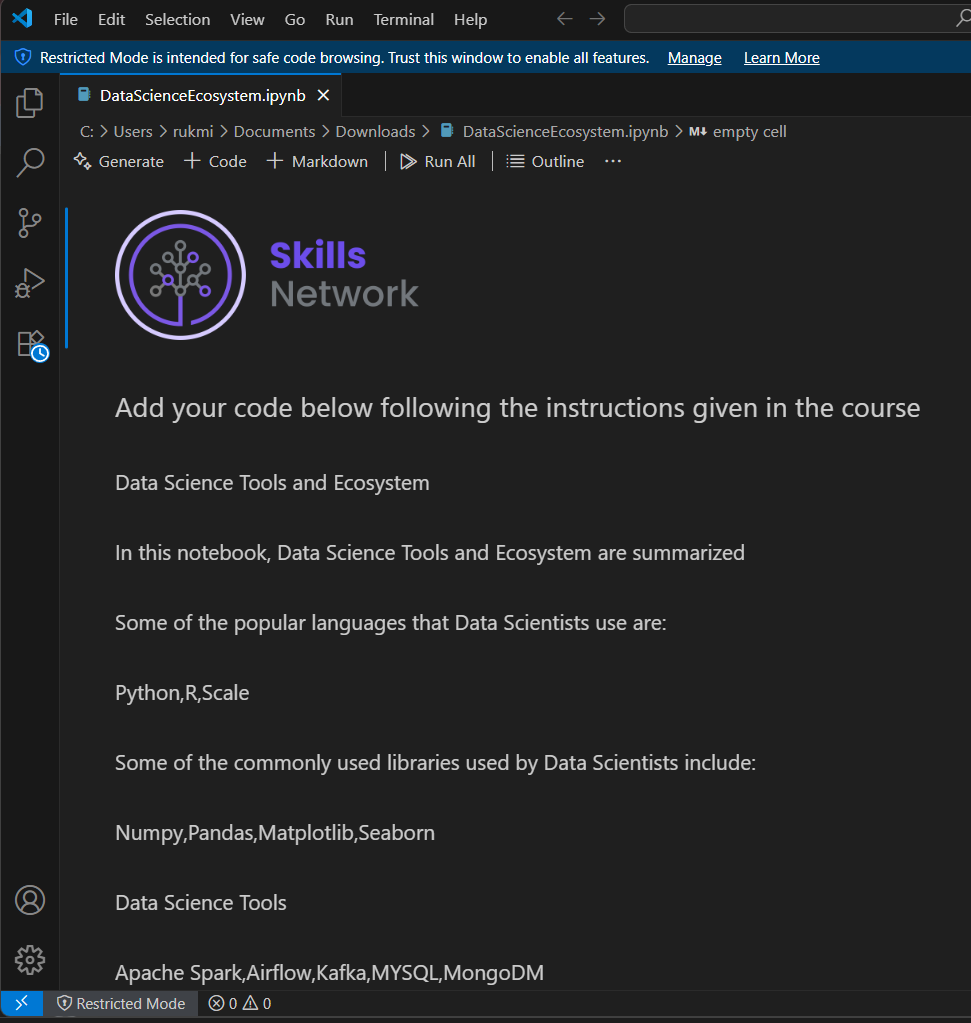 File Edit Selection View Go Run Terminal Help
Restricted Mode is intended for safe code browsing. Trust this window to enable all features. Manage Learn More
DataScienceEcosystem.ipynb
C: > Users > rukmi > Documents > Downloads > DataScienceEcosystem.ipynb > M↓ empty cell
Generate + Code + Markdown Run All Outline ...
Skills
Network
Add your code below following the instructions given in the course
Data Science Tools and Ecosystem
In this notebook, Data Science Tools and Ecosystem are summarized
Some of the popular languages that Data Scientists use are:
Python,R,Scale
Some of the commonly used libraries used by Data Scientists include:
Numpy,Pandas,Matplotlib,Seaborn
Data Science Tools
Apache Spark,Airflow,Kafka,MYSQL,MongoDM
Restricted Mode 0 0